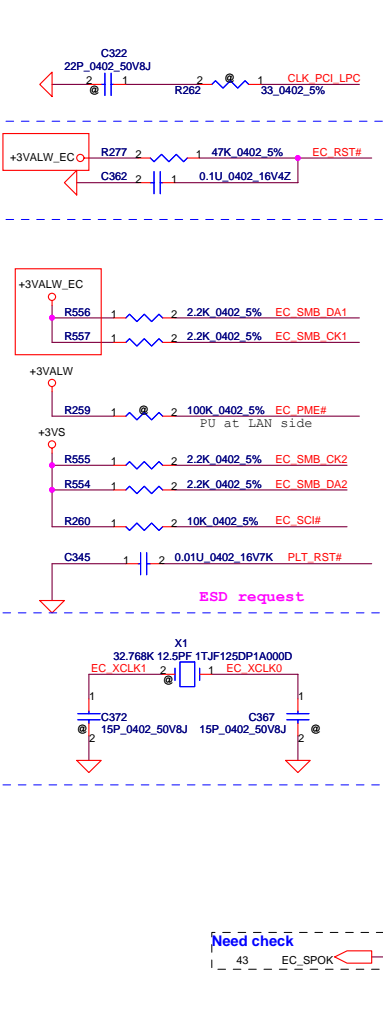 C322
22P_0402_50V8J
2 1 2 @ 1 CLK_PCI_LPC
@ R262 33_0402_5%
+3VALW_EC R277 2 1 47K_0402_5% EC_RST#
C362 2 1 0.1U_0402_16V4Z
+3VALW_EC
R556 1 2 2.2K_0402_5% EC_SMB_DA1
R557 1 2 2.2K_0402_5% EC_SMB_CK1
+3VALW
R259 1 @ 2 100K_0402_5% EC_PME#
PU at LAN side
+3VS
R555 1 2 2.2K_0402_5% EC_SMB_CK2
R554 1 2 2.2K_0402_5% EC_SMB_DA2
R260 1 2 10K_0402_5% EC_SCI#
C345 1 2 0.01U_0402_16V7K PLT_RST#
ESD request
X1
32.768K 12.5PF 1TJF125DP1A000D
EC_XCLK1 2 1 EC_XCLK0
@
1 1
C372 C367
@ 15P_0402_50V8J 15P_0402_50V8J @
2 2
Need check
43 EC_SPOK